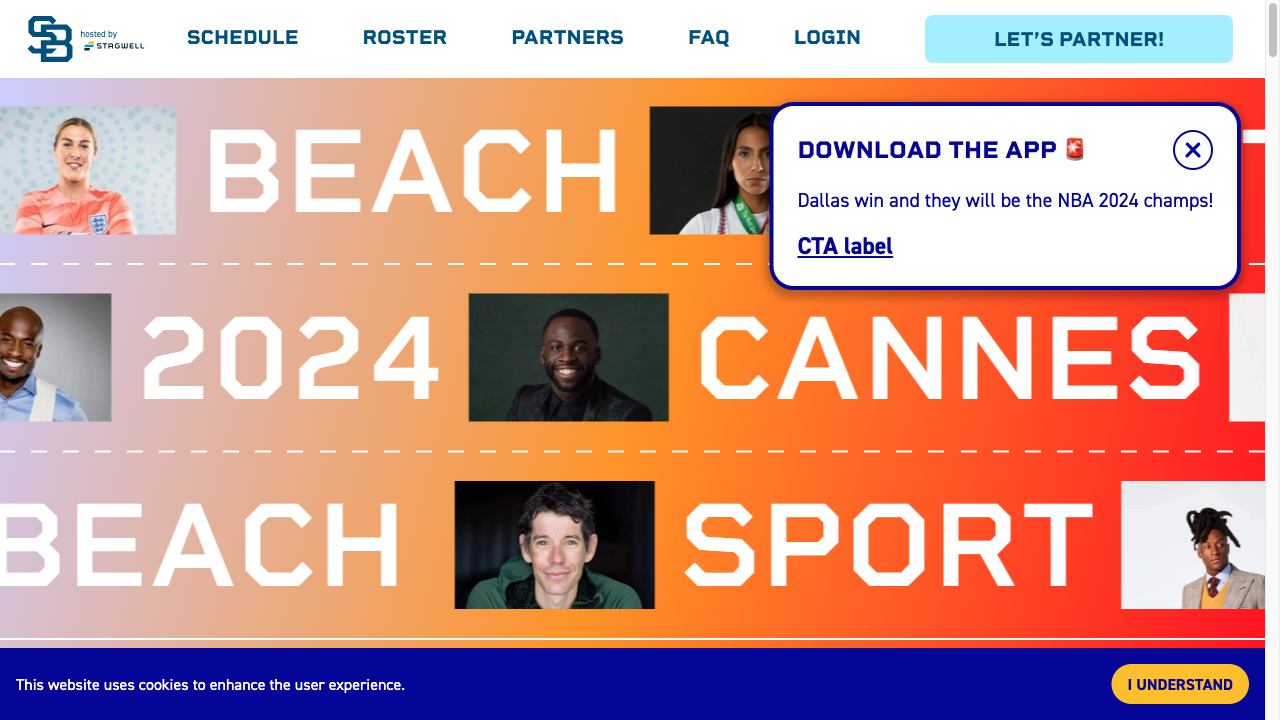 SB
hosted by
STAGWELL
SCHEDULE
ROSTER
PARTNERS
FAQ
LOGIN
LET'S PARTNER!
BEACH
DOWNLOAD THE APP 🚨
Dallas win and they will be the NBA 2024 champs!
CTA label
2024
CANNES
BEACH
SPORT
This website uses cookies to enhance the user experience.
I UNDERSTAND